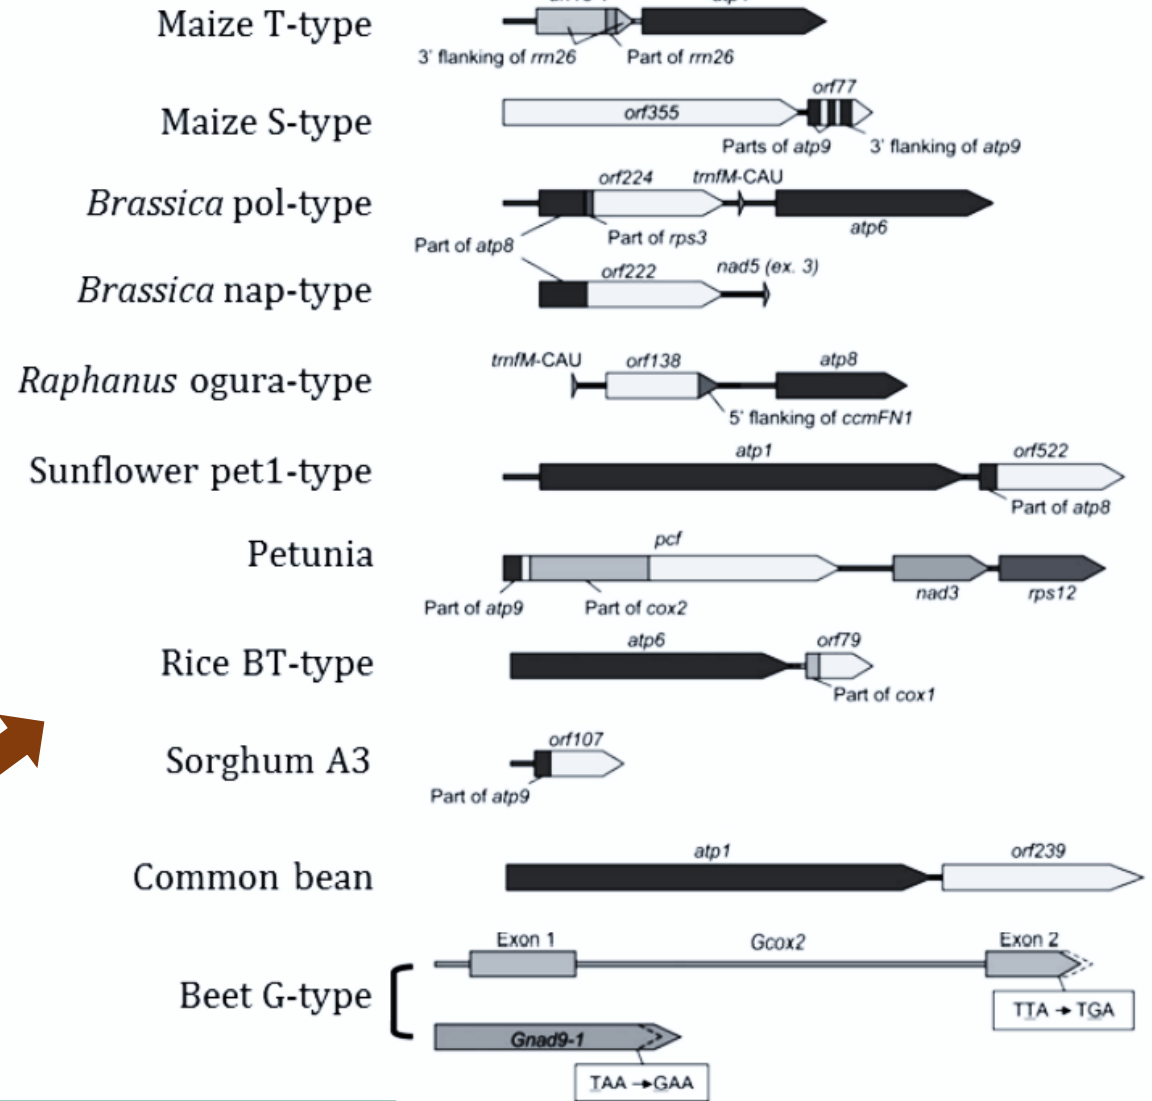 Maize T-type
3' flanking of rrn26
Part of rrn26
Maize S-type
orf355
orf77
Parts of atp9
3' flanking of atp9
Brassica pol-type
orf224
trnfM-CAU
Part of atp8
Part of rps3
atp6
Brassica nap-type
orf222
nad5 (ex. 3)
Raphanus ogura-type
trnfM-CAU
orf138
atp8
5' flanking of ccmFN1
Sunflower pet1-type
atp1
orf522
Part of atp8
Petunia
pcf
Part of atp9
Part of cox2
nad3
rps12
Rice BT-type
atp6
orf79
Part of cox1
Sorghum A3
orf107
Part of atp9
Common bean
atp1
orf239
Beet G-type
Exon 1
Gcox2
Exon 2
TTA → TGA
Gnad9-1
TAA → GAA